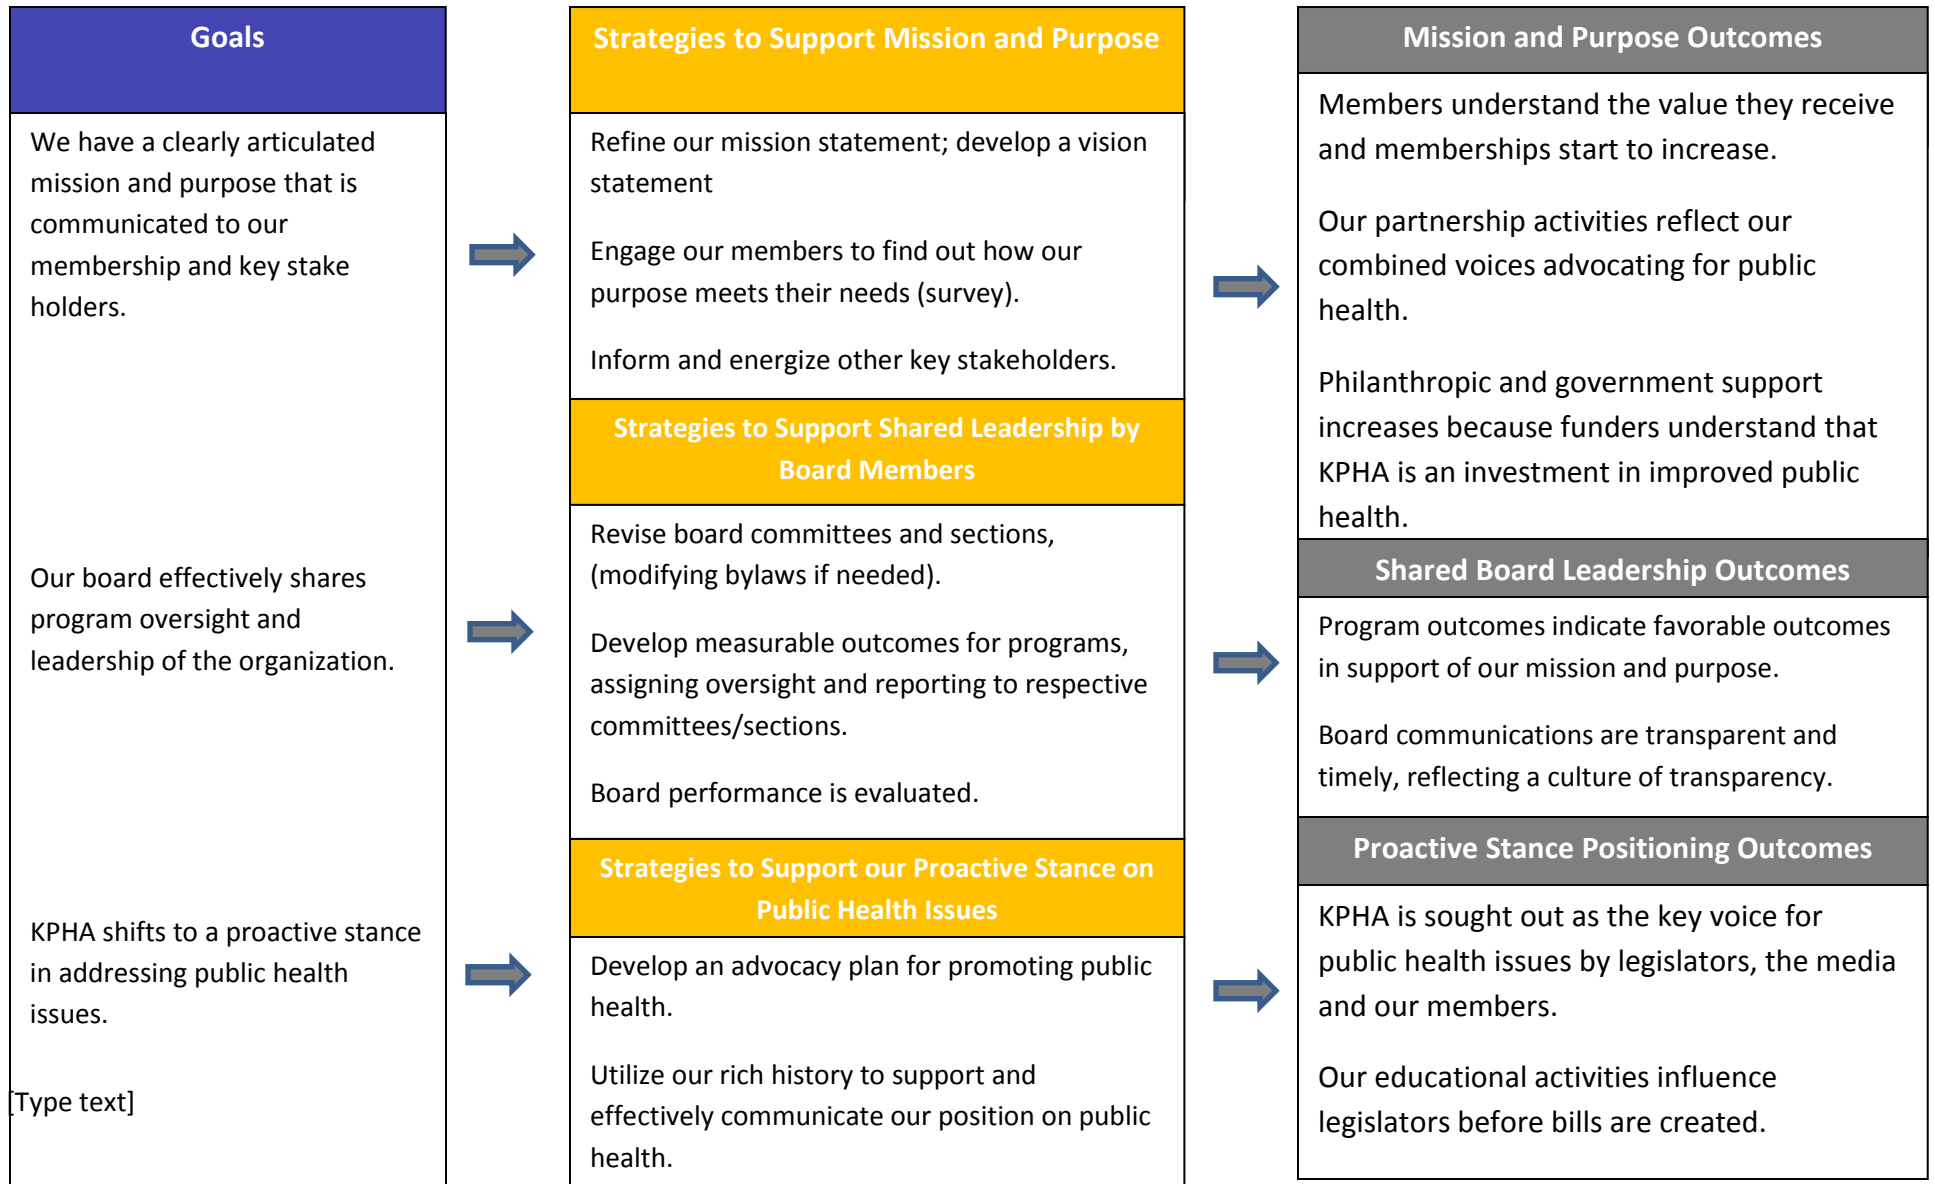 Goals
We have a clearly articulated
mission and purpose that is
communicated to our
membership and key stake
holders.
Our board effectively shares
program oversight and
leadership of the organization.
KPHA shifts to a proactive stance
in addressing public health
issues.
[Type text]
Strategies to Support Mission and Purpose
Refine our mission statement; develop a vision
statement
Engage our members to find out how our
purpose meets their needs (survey).
Inform and energize other key stakeholders.
Strategies to Support Shared Leadership by
Board Members
Revise board committees and sections,
(modifying bylaws if needed).
Develop measurable outcomes for programs,
assigning oversight and reporting to respective
committees/sections.
Board performance is evaluated.
Strategies to Support our Proactive Stance on
Public Health Issues
Develop an advocacy plan for promoting public
health.
Utilize our rich history to support and
effectively communicate our position on public
health.
Mission and Purpose Outcomes
Members understand the value they receive
and memberships start to increase.
Our partnership activities reflect our
combined voices advocating for public
health.
Philanthropic and government support
increases because funders understand that
KPHA is an investment in improved public
health.
Shared Board Leadership Outcomes
Program outcomes indicate favorable outcomes
in support of our mission and purpose.
Board communications are transparent and
timely, reflecting a culture of transparency.
Proactive Stance Positioning Outcomes
KPHA is sought out as the key voice for
public health issues by legislators, the media
and our members.
Our educational activities influence
legislators before bills are created.